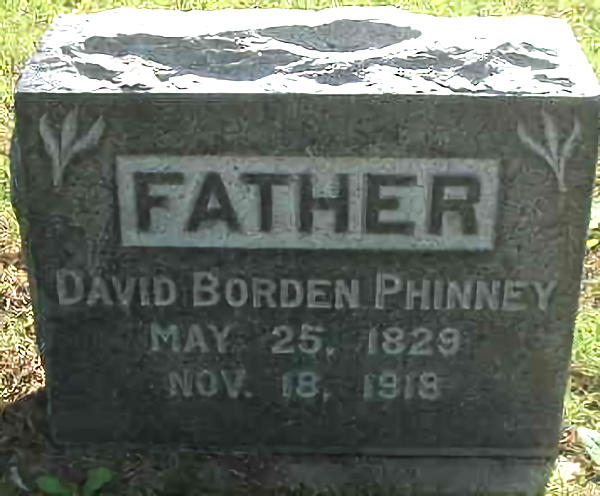 FATHER
DAVID BORDEN PHINNEY
MAY 25, 1829
NOV. 18, 1918